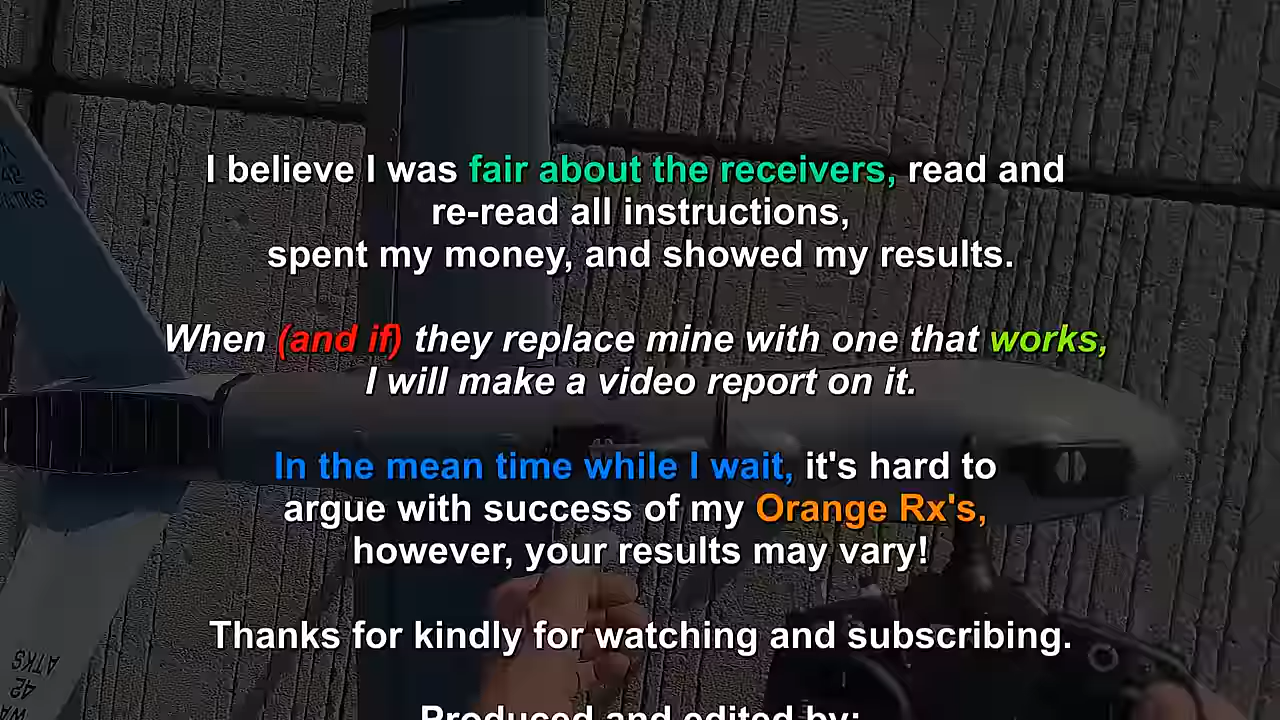 I believe I was fair about the receivers, read and
re-read all instructions,
spent my money, and showed my results.
When (and if) they replace mine with one that works,
I will make a video report on it.
In the mean time while I wait, it's hard to
argue with success of my Orange Rx's,
however, your results may vary!
Thanks for kindly for watching and subscribing.
Produced and edited by:
42
ATKS
42